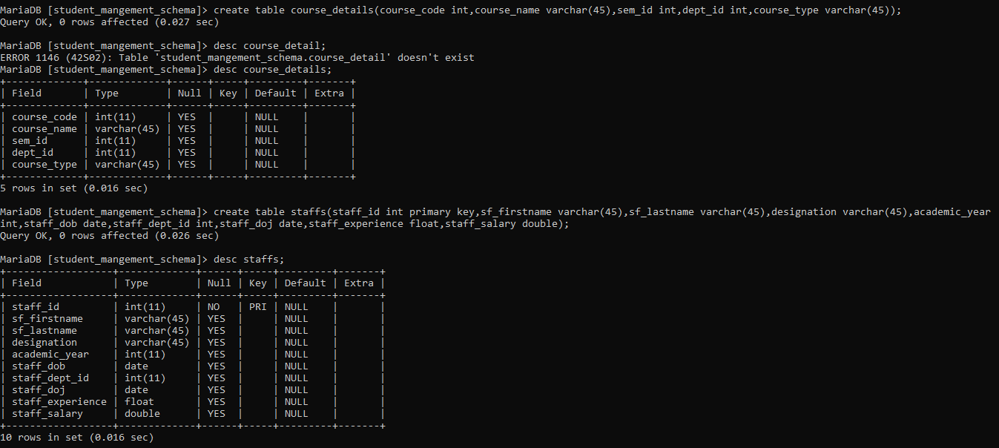 MariaDB [student_mangement_schema]> create table course_details(course_code int,course_name varchar(45),sem_id int,dept_id int,course_type varchar(45));
Query OK, 0 rows affected (0.027 sec)

MariaDB [student_mangement_schema]> desc course_detail;
ERROR 1146 (42S02): Table 'student_mangement_schema.course_detail' doesn't exist
MariaDB [student_mangement_schema]> desc course_details;
+-------------+-------------+------+-----+---------+-------+
| Field       | Type        | Null | Key | Default | Extra |
+-------------+-------------+------+-----+---------+-------+
| course_code | int(11)     | YES  |     | NULL    |       |
| course_name | varchar(45) | YES  |     | NULL    |       |
| sem_id      | int(11)     | YES  |     | NULL    |       |
| dept_id     | int(11)     | YES  |     | NULL    |       |
| course_type | varchar(45) | YES  |     | NULL    |       |
+-------------+-------------+------+-----+---------+-------+
5 rows in set (0.016 sec)

MariaDB [student_mangement_schema]> create table staffs(staff_id int primary key,sf_firstname varchar(45),sf_lastname varchar(45),designation varchar(45),academic_year
int,staff_dob date,staff_dept_id int,staff_doj date,staff_experience float,staff_salary double);
Query OK, 0 rows affected (0.026 sec)

MariaDB [student_mangement_schema]> desc staffs;
+------------------+-------------+------+-----+---------+-------+
| Field            | Type        | Null | Key | Default | Extra |
+------------------+-------------+------+-----+---------+-------+
| staff_id         | int(11)     | NO   | PRI | NULL    |       |
| sf_firstname     | varchar(45) | YES  |     | NULL    |       |
| sf_lastname      | varchar(45) | YES  |     | NULL    |       |
| designation      | varchar(45) | YES  |     | NULL    |       |
| academic_year    | int(11)     | YES  |     | NULL    |       |
| staff_dob        | date        | YES  |     | NULL    |       |
| staff_dept_id    | int(11)     | YES  |     | NULL    |       |
| staff_doj        | date        | YES  |     | NULL    |       |
| staff_experience | float       | YES  |     | NULL    |       |
| staff_salary     | double      | YES  |     | NULL    |       |
+------------------+-------------+------+-----+---------+-------+
10 rows in set (0.016 sec)